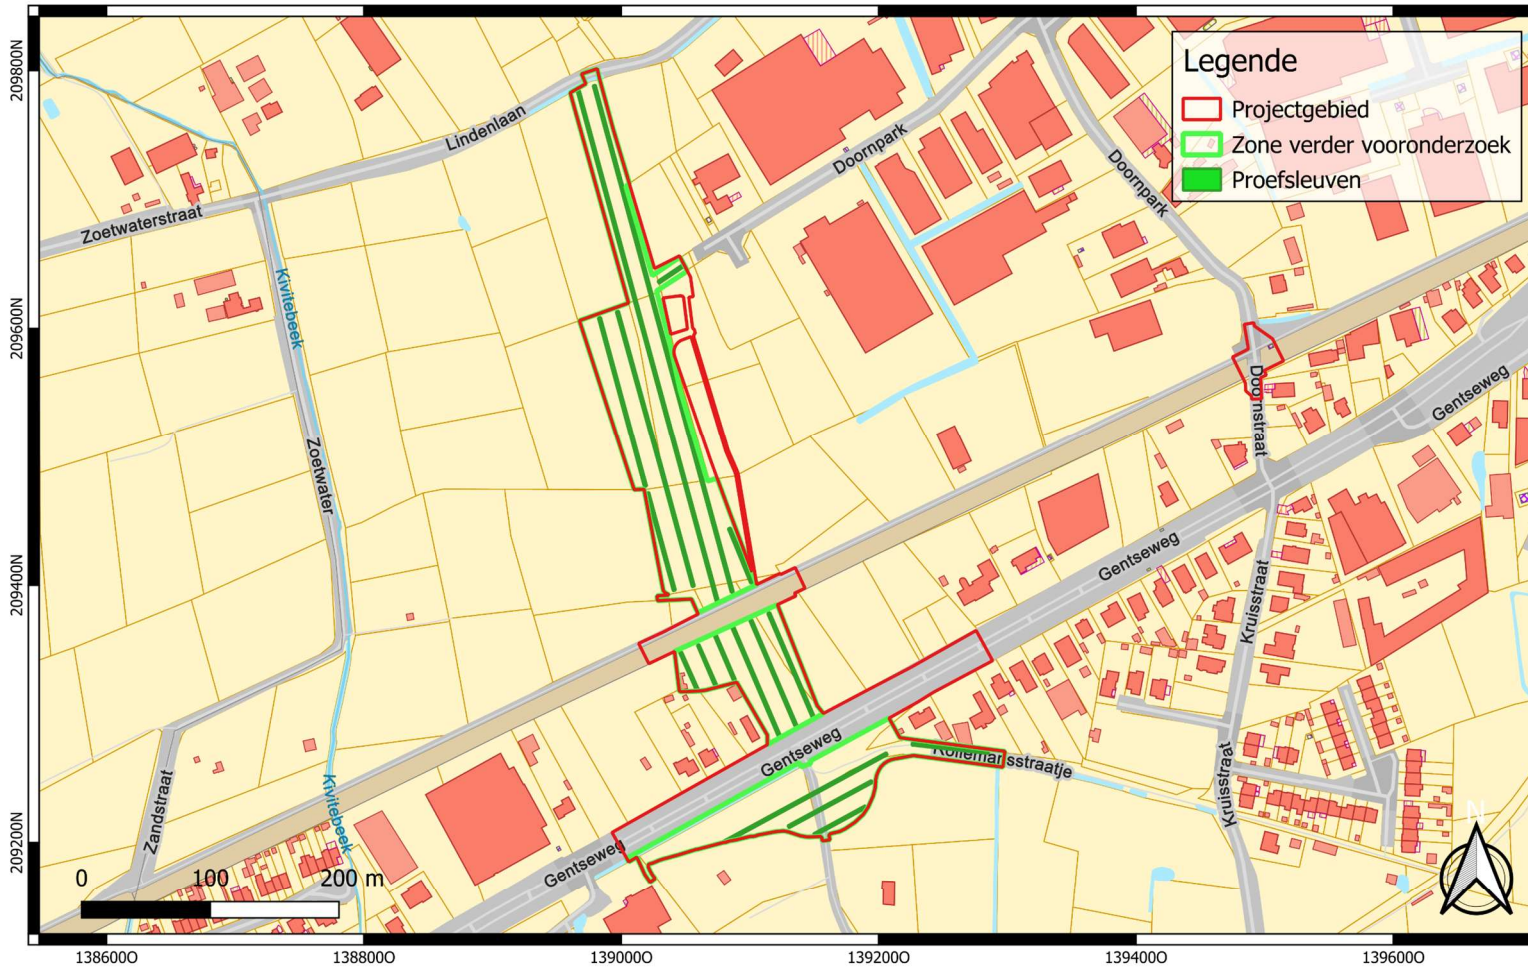 Legende
Projectgebied
Zone verder vooronderzoek
Proefsleuven
209800N
209600N
209400N
209200N
Lindenlaan
Zoetwaterstraat
Kivitebeek
Zoetwater
Zandstraat
Kivitebeek
Doornpark
Doornpark
Doornstraat
Gentseweg
Gentseweg
Gentseweg
Gentseweg
Kruisstraat
Kruisstraat
Rollemansstraatje
N
0 100 200 m
138600O 138800O 139000O 139200O 139400O 139600O